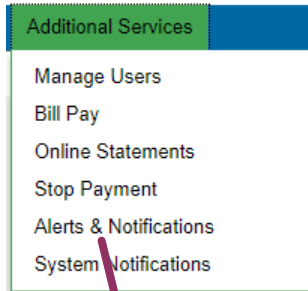 Additional Services
Manage Users
Bill Pay
Online Statements
Stop Payment
Alerts & Notifications
System Notifications